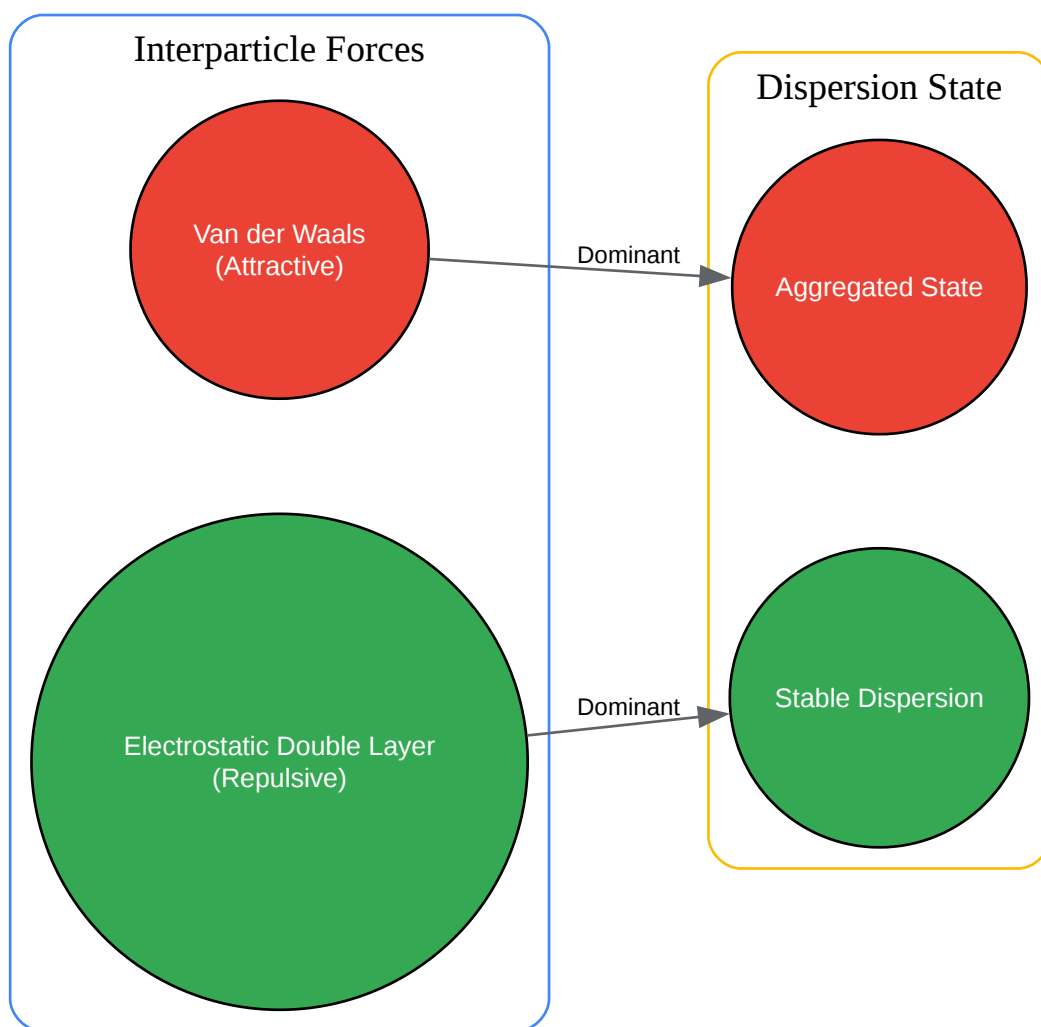 Interparticle Forces
Dispersion State
Van der Waals
(Attractive)
Dominant
Aggregated State
Electrostatic Double Layer
(Repulsive)
Dominant
Stable Dispersion